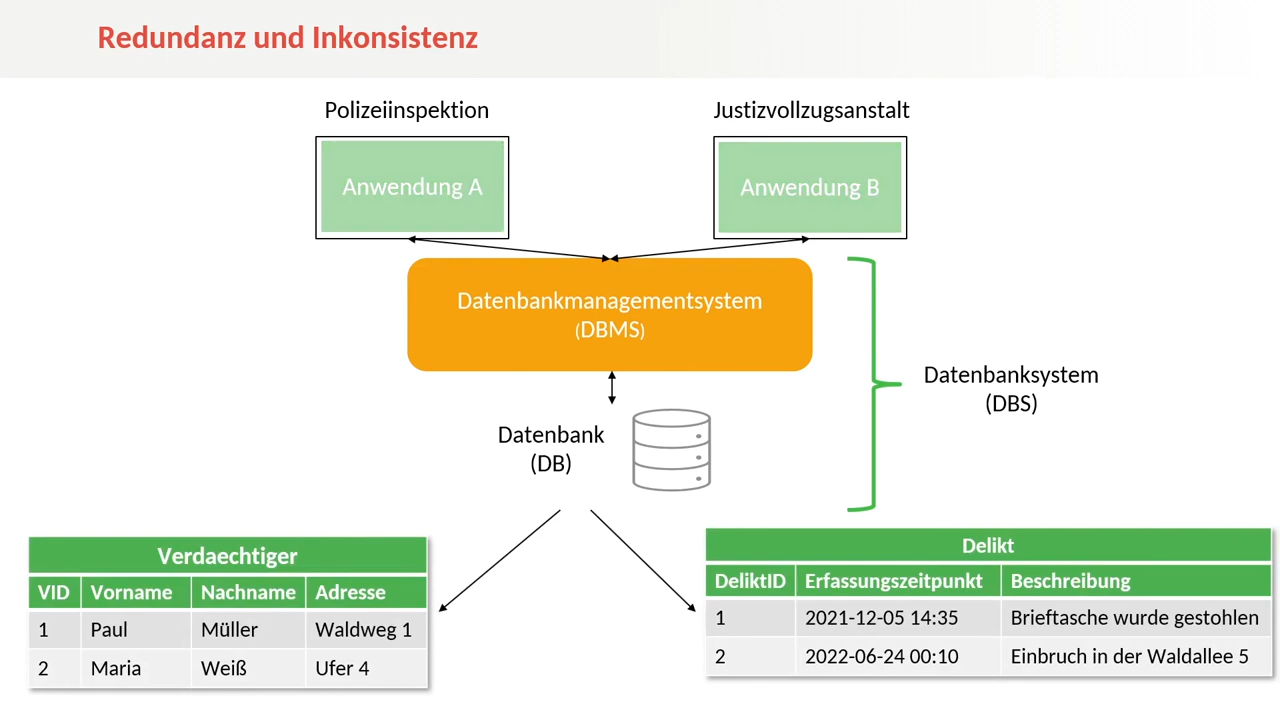 Redundanz und Inkonsistenz
Polizeiinspektion
Justizvollzugsanstalt
Anwendung A
Anwendung B
Datenbankmanagementsystem
(DBMS)
Datenbanksystem
(DBS)
Datenbank
(DB)
Verdaechtiger
VID Vorname Nachname Adresse
1 Paul Müller Waldweg 1
2 Maria Weiß Ufer 4
Delikt
DeliktID Erfassungszeitpunkt Beschreibung
1 2021-12-05 14:35 Brieftasche wurde gestohlen
2 2022-06-24 00:10 Einbruch in der Waldallee 5